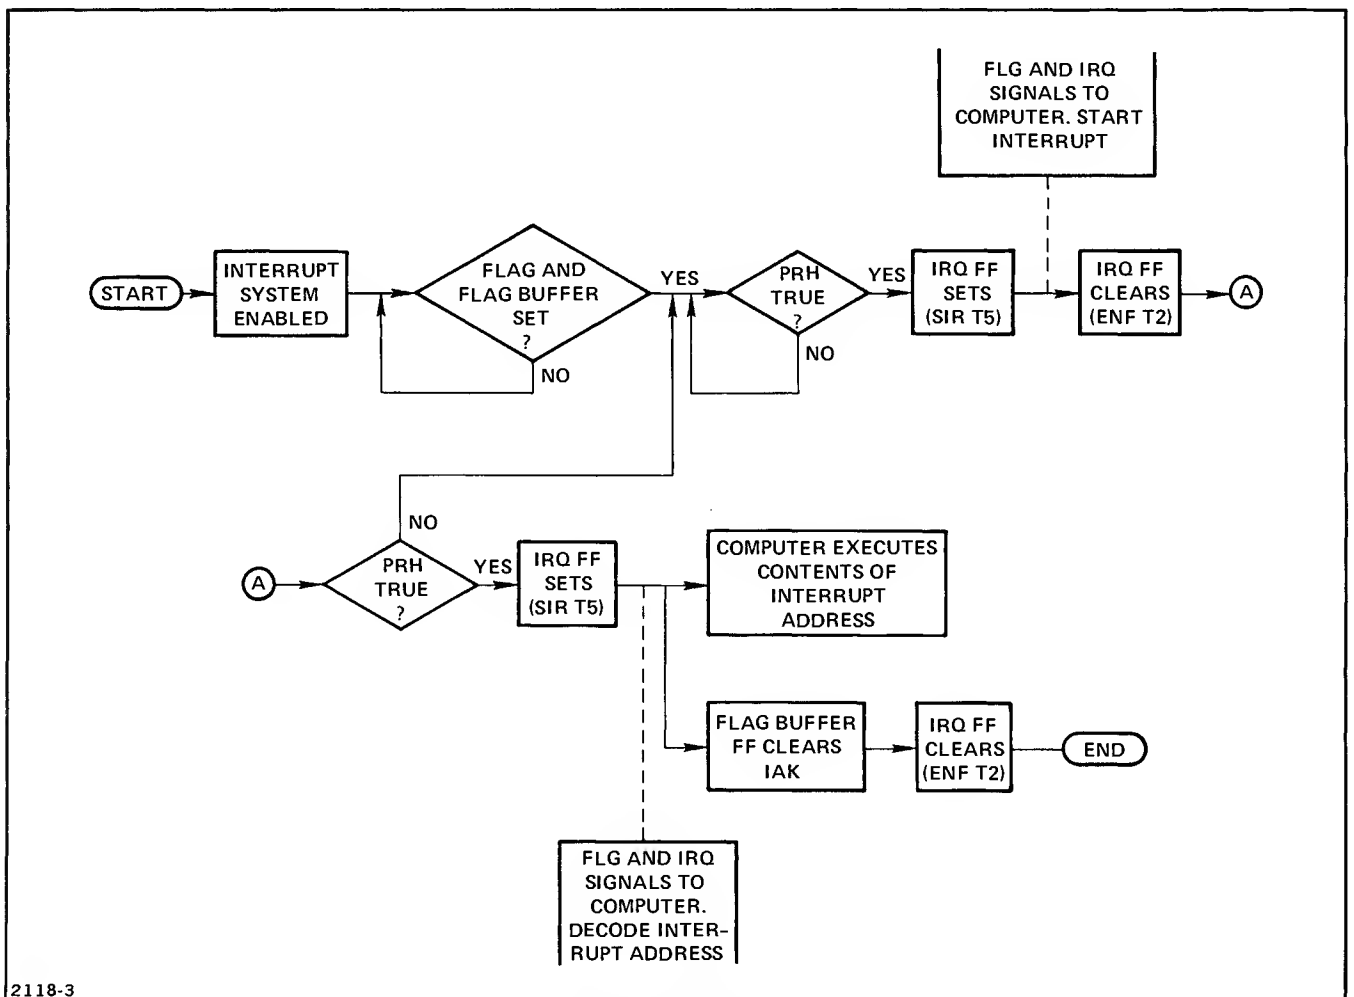 FLG AND IRQ
SIGNALS TO
COMPUTER. START
INTERRUPT
START
INTERRUPT
SYSTEM
ENABLED
FLAG AND
FLAG BUFFER
SET
?
YES
NO
PRH
TRUE
?
YES
NO
IRQ FF
SETS
(SIR T5)
IRQ FF
CLEARS
(ENF T2)
A
A
PRH
TRUE
?
NO
YES
IRQ FF
SETS
(SIR T5)
COMPUTER EXECUTES
CONTENTS OF
INTERRUPT
ADDRESS
FLAG BUFFER
FF CLEARS
IAK
IRQ FF
CLEARS
(ENF T2)
END
FLG AND IRQ
SIGNALS TO
COMPUTER.
DECODE INTER-
RUPT ADDRESS
2118-3